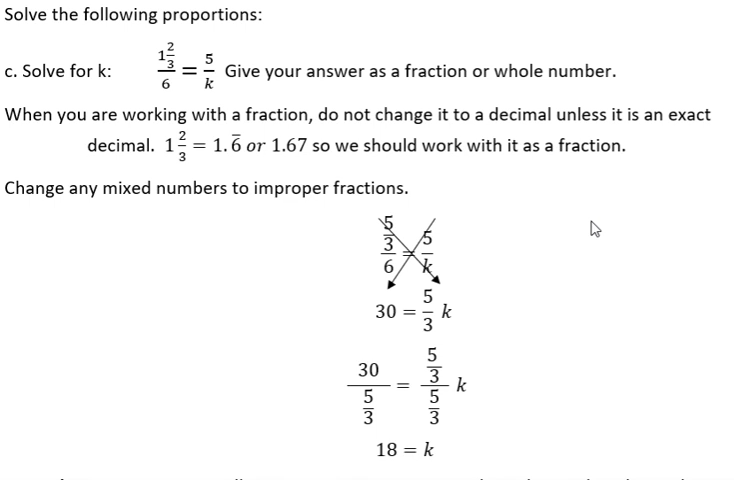 Solve the following proportions:
c. Solve for k: (1 2/3)/6 = 5/k Give your answer as a fraction or whole number.
When you are working with a fraction, do not change it to a decimal unless it is an exact
decimal. 1 2/3 = 1.6̅ or 1.67 so we should work with it as a fraction.
Change any mixed numbers to improper fractions.
(5/3)/6 = 5/k
30 = 5/3 k
30/(5/3) = (5/3)/(5/3) k
18 = k